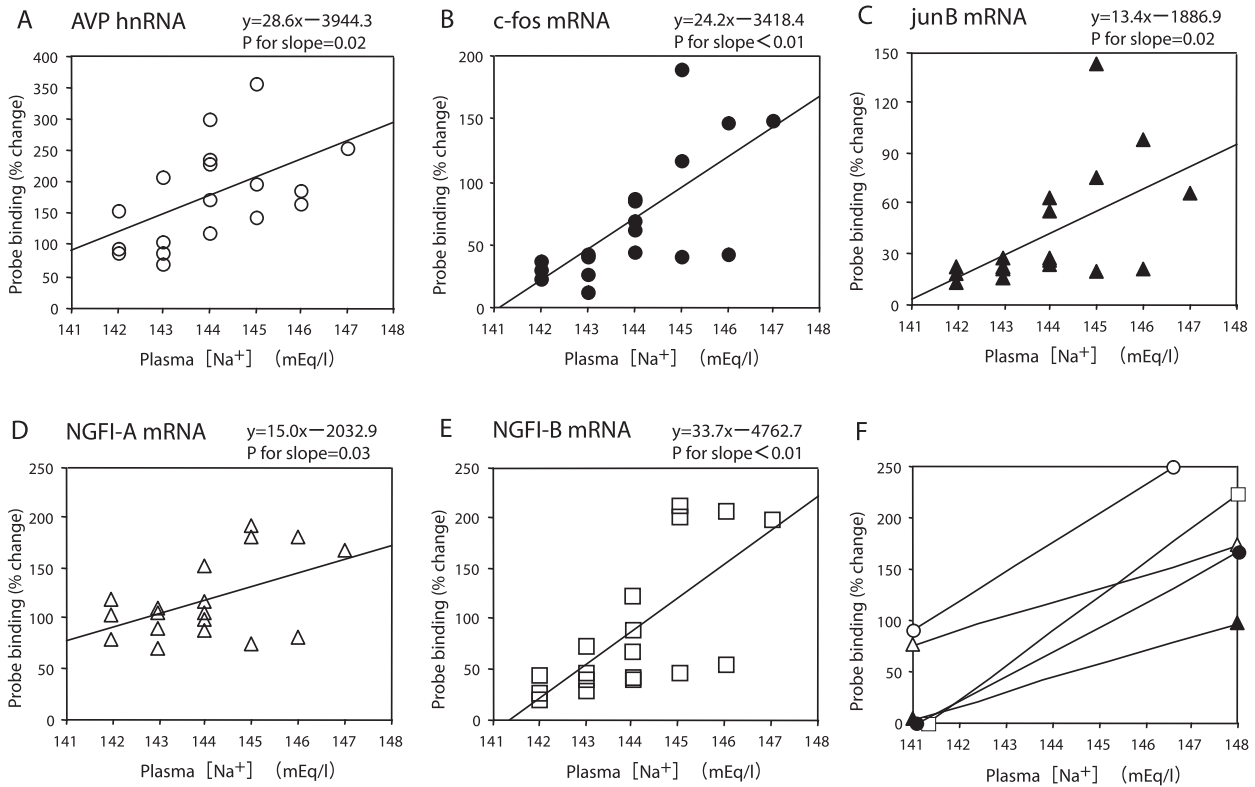 A AVP hnRNA
y=28.6x−3944.3
P for slope=0.02
Probe binding (% change)
400
350
300
250
200
150
100
50
0
141 142 143 144 145 146 147 148
Plasma [Na+] (mEq/l)
B c-fos mRNA
y=24.2x−3418.4
P for slope<0.01
Probe binding (% change)
200
150
100
50
0
141 142 143 144 145 146 147 148
Plasma [Na+] (mEq/l)
C junB mRNA
y=13.4x−1886.9
P for slope=0.02
Probe binding (% change)
150
120
90
60
30
0
141 142 143 144 145 146 147 148
Plasma [Na+] (mEq/l)
D NGFI-A mRNA
y=15.0x−2032.9
P for slope=0.03
Probe binding (% change)
250
200
150
100
50
0
141 142 143 144 145 146 147 148
Plasma [Na+] (mEq/l)
E NGFI-B mRNA
y=33.7x−4762.7
P for slope<0.01
Probe binding (% change)
250
200
150
100
50
0
141 142 143 144 145 146 147 148
Plasma [Na+] (mEq/l)
F
Probe binding (% change)
250
200
150
100
50
0
141 142 143 144 145 146 147 148
Plasma [Na+] (mEq/l)